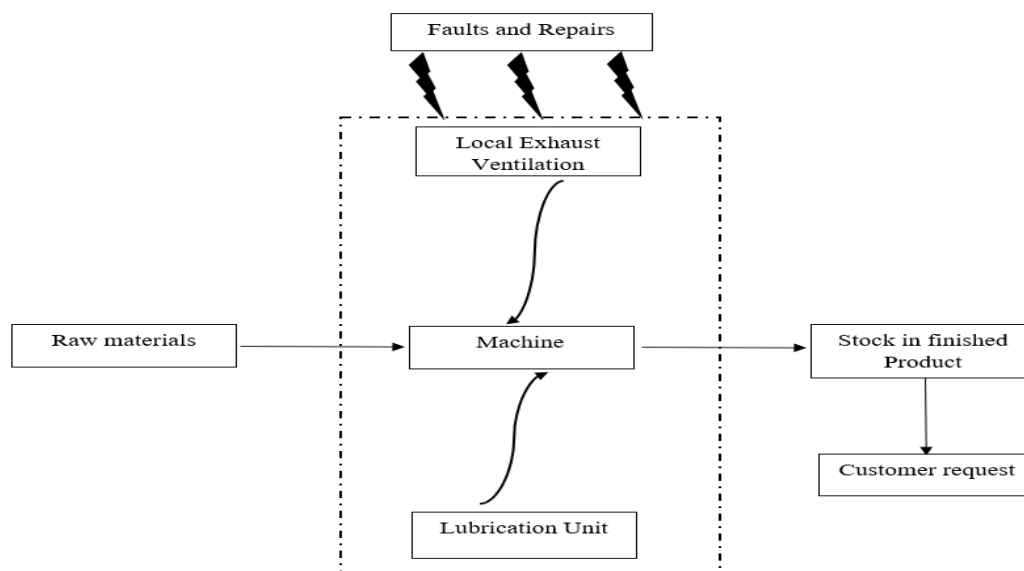 Faults and Repairs
Local Exhaust
Ventilation
Raw materials
Machine
Stock in finished
Product
Customer request
Lubrication Unit